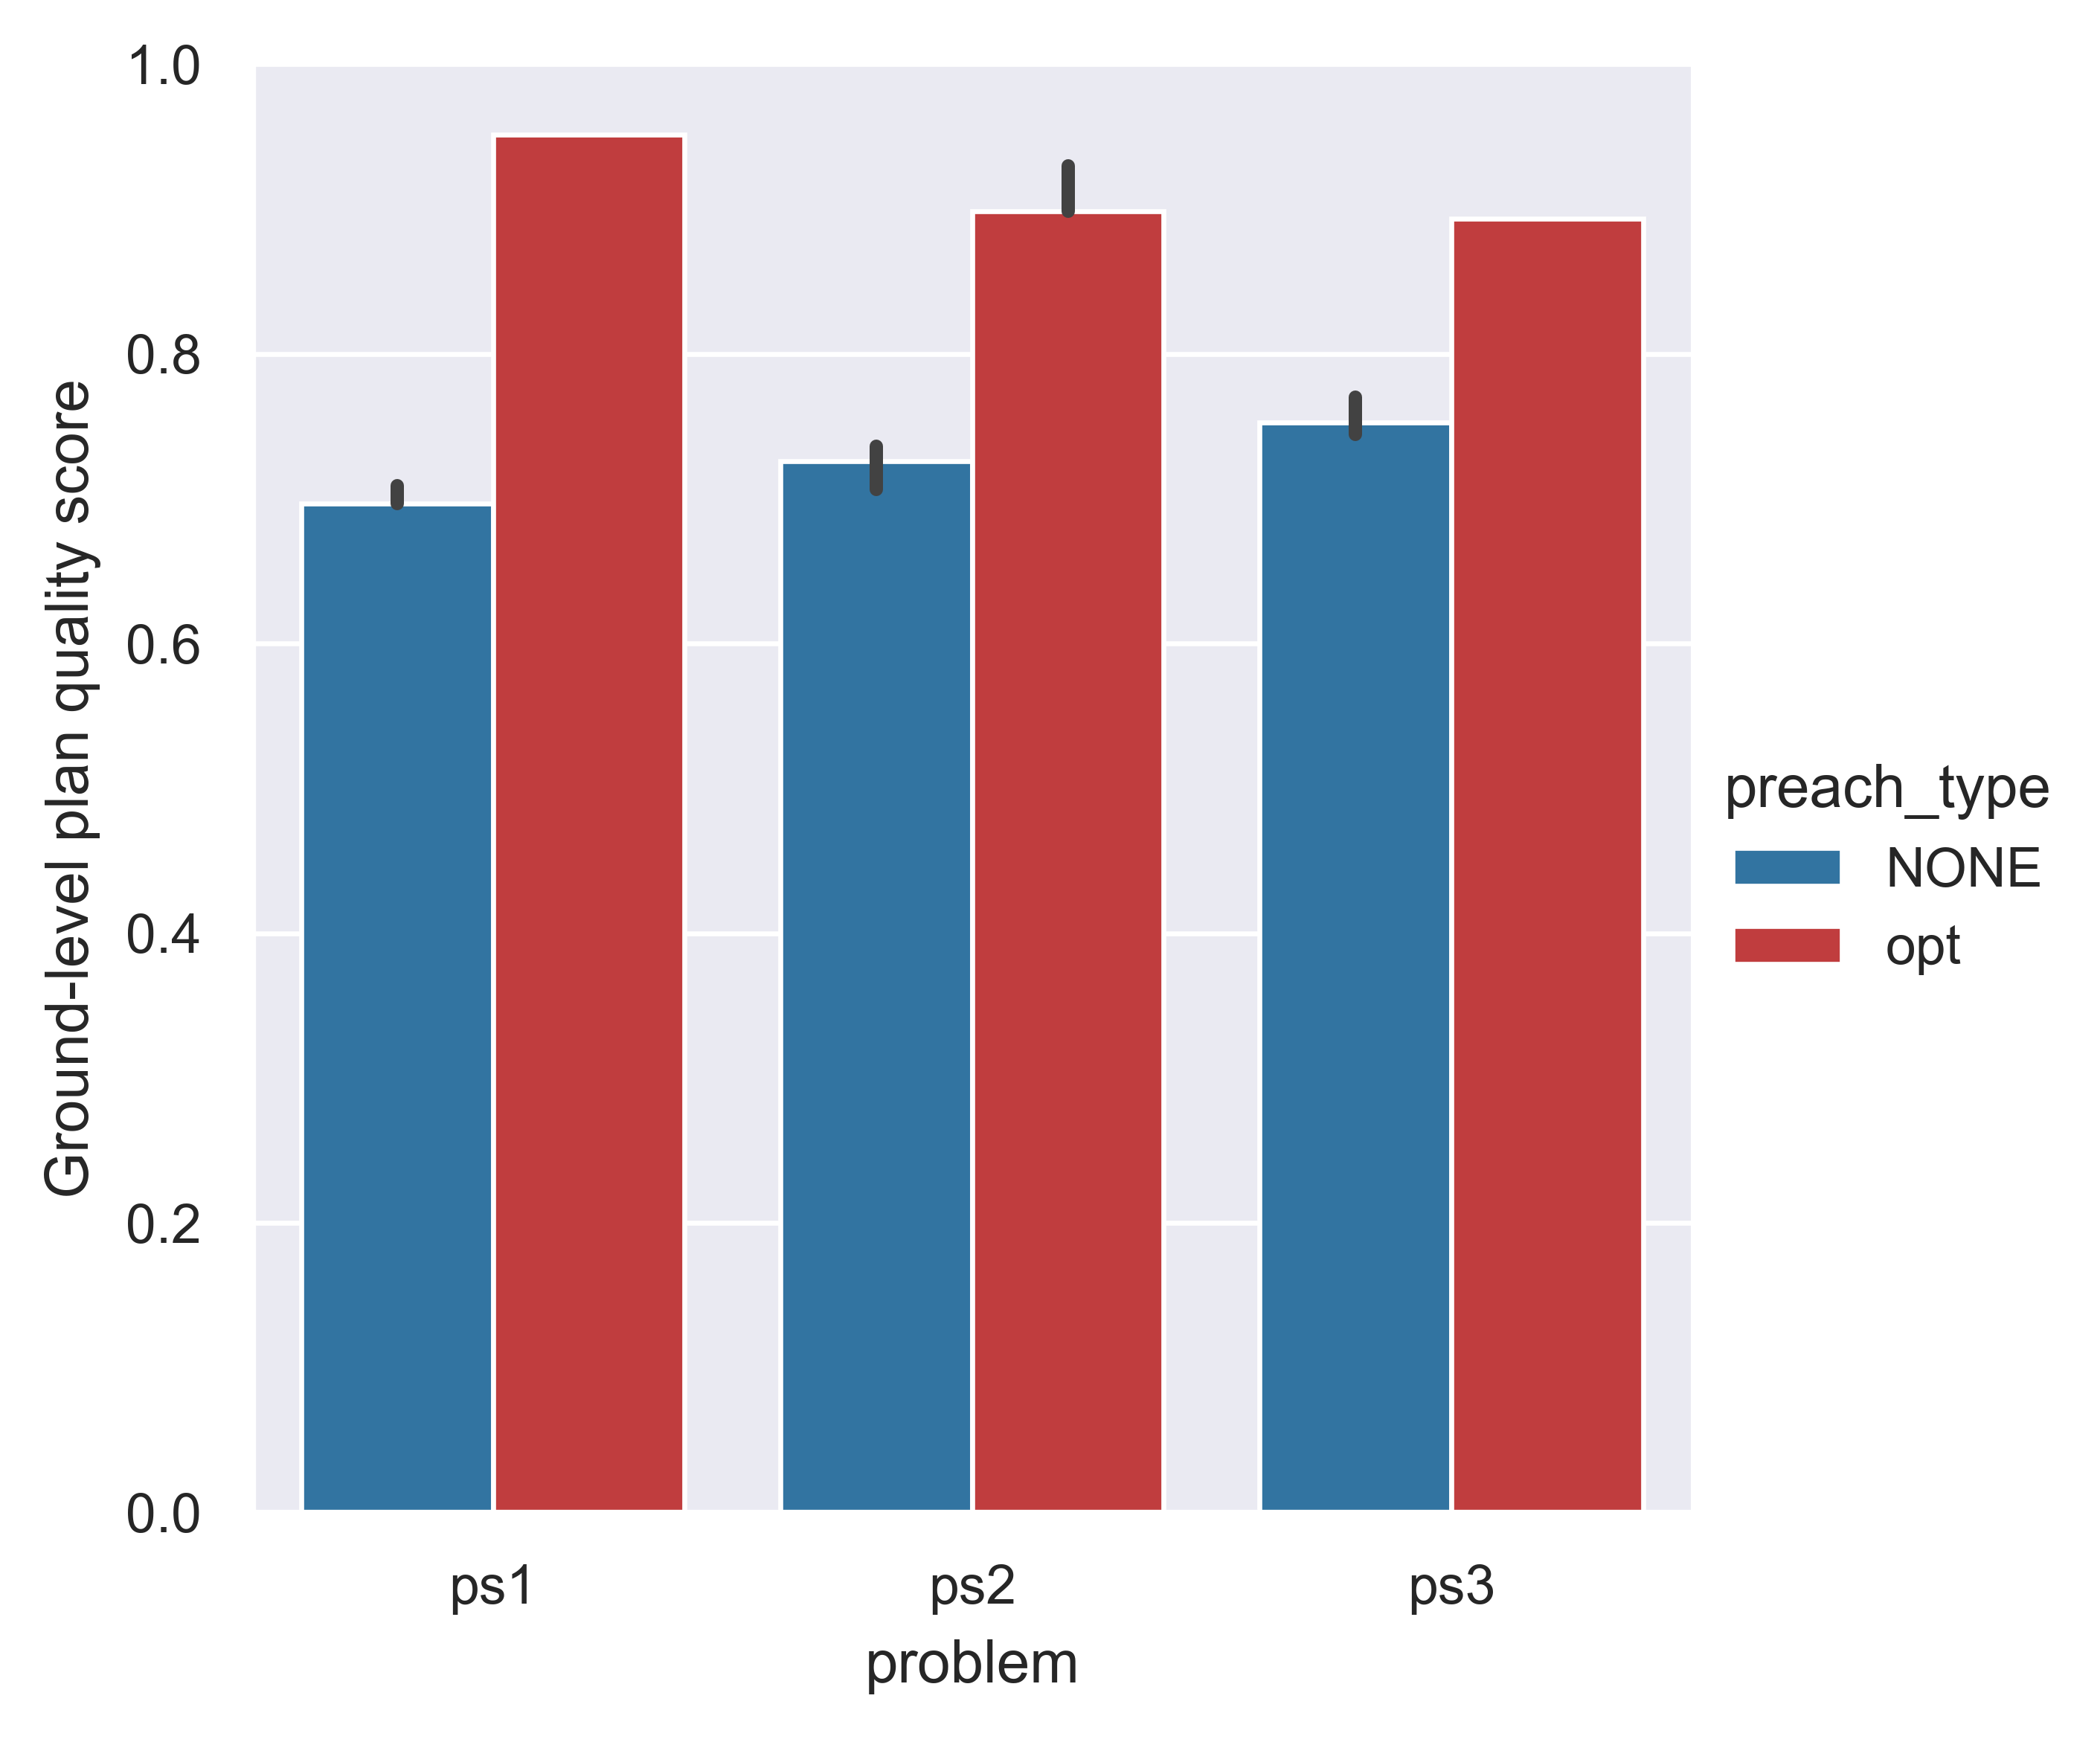 1.0
0.8
0.6
0.4
0.2
0.0
Ground-level plan quality score
ps1
ps2
ps3
problem
preach_type
NONE
opt